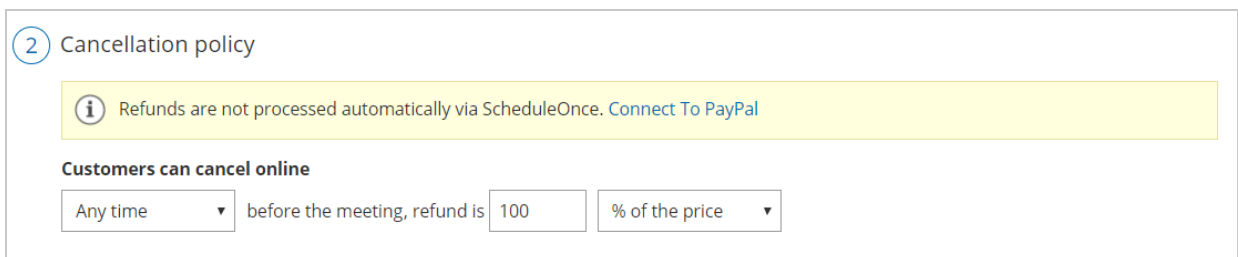 2 Cancellation policy
Refunds are not processed automatically via ScheduleOnce. Connect To PayPal
Customers can cancel online
Any time before the meeting, refund is 100 % of the price